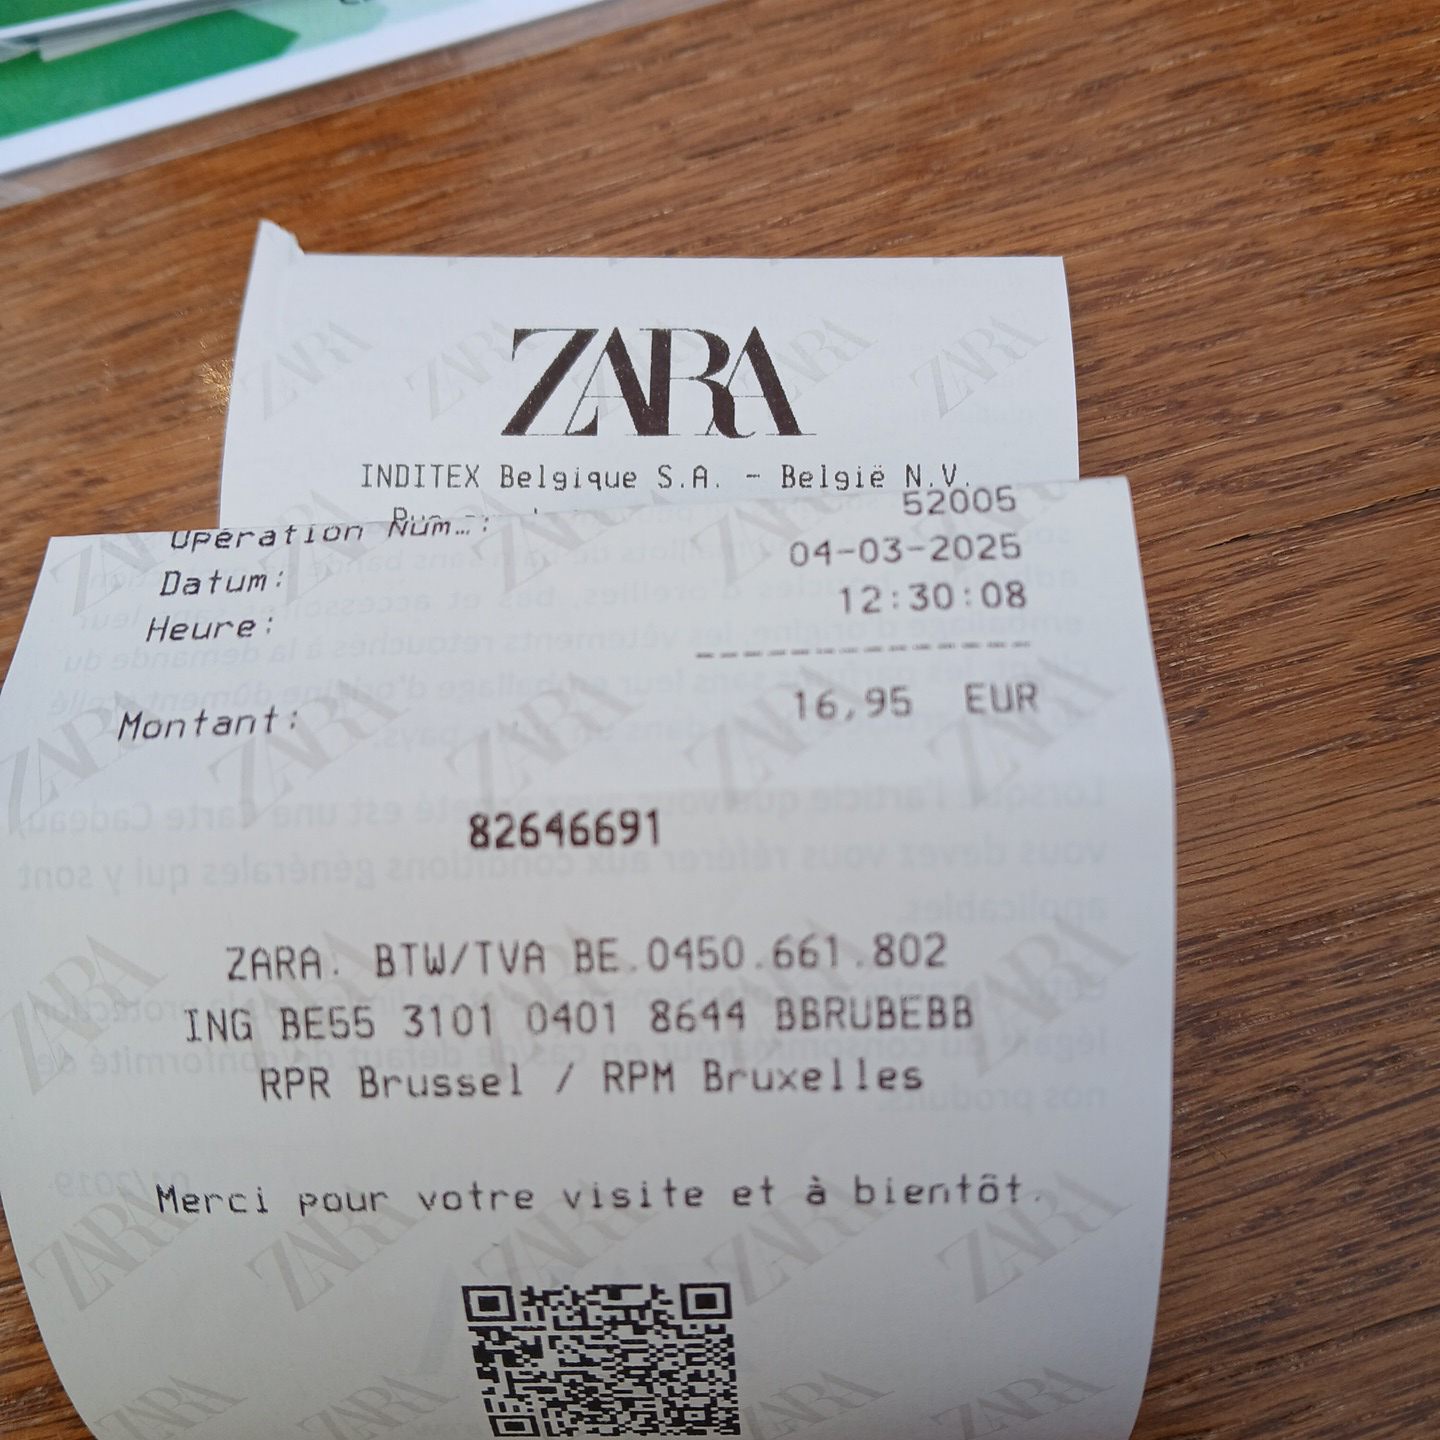 ZARA
INDITEX Belgique S.A. - België N.V.
Opération Num…: 52005
Datum: 04-03-2025
Heure: 12:30:08
Montant: 16,95 EUR
82646691
ZARA. BTW/TVA BE.0450.661.802
ING BE55 3101 0401 8644 BBRUBEBB
RPR Brussel / RPM Bruxelles
Merci pour votre visite et à bientôt.